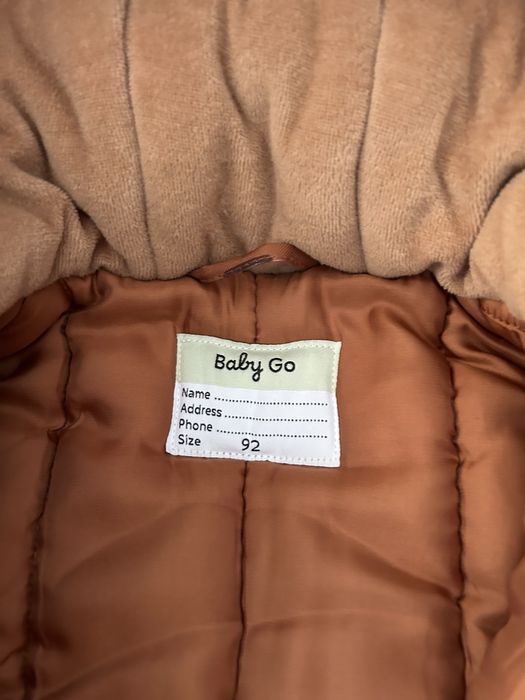 Baby Go
Name ........................
Address ......................
Phone ........................
Size 92